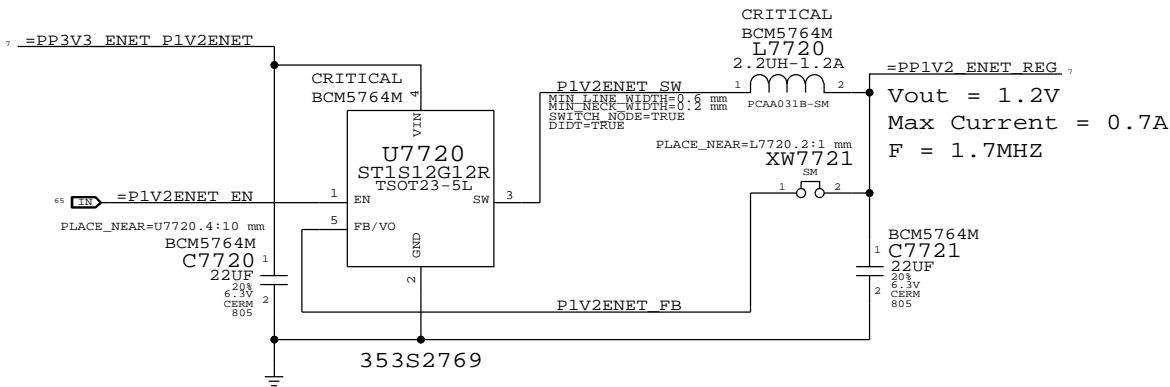 7 =PP3V3_ENET_P1V2ENET
CRITICAL
BCM5764M
4
VIN
U7720
ST1S12G12R
TSOT23-5L
1 EN
SW 3
5 FB/VO
GND
2
65 IN =P1V2ENET_EN
PLACE_NEAR=U7720.4:10 mm
BCM5764M
C7720 1
22UF
20%
6.3V
CERM 2
805
353S2769
P1V2ENET_SW
MIN_LINE_WIDTH=0.6 mm
MIN_NECK_WIDTH=0.2 mm
SWITCH_NODE=TRUE
DIDT=TRUE
CRITICAL
BCM5764M
L7720
2.2UH-1.2A
1 2
PCAA031B-SM
=PP1V2_ENET_REG 7
Vout = 1.2V
Max Current = 0.7A
F = 1.7MHZ
PLACE_NEAR=L7720.2:1 mm
XW7721
SM
1 2
P1V2ENET_FB
BCM5764M
1 C7721
22UF
20%
6.3V
2 CERM
805